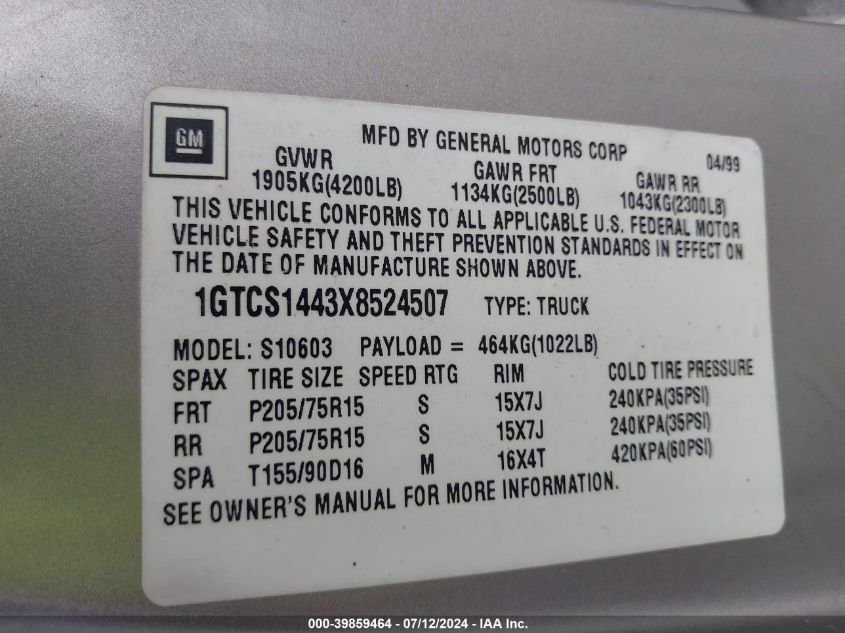 GM
MFD BY GENERAL MOTORS CORP 04/99
GVWR GAWR FRT GAWR RR
1905KG(4200LB) 1134KG(2500LB) 1043KG(2300LB)
THIS VEHICLE CONFORMS TO ALL APPLICABLE U.S. FEDERAL MOTOR
VEHICLE SAFETY AND THEFT PREVENTION STANDARDS IN EFFECT ON
THE DATE OF MANUFACTURE SHOWN ABOVE.
1GTCS1443X8524507 TYPE: TRUCK
MODEL: S10603 PAYLOAD = 464KG(1022LB)
SPAX TIRE SIZE SPEED RTG RIM COLD TIRE PRESSURE
FRT P205/75R15 S 15X7J 240KPA(35PSI)
RR P205/75R15 S 15X7J 240KPA(35PSI)
SPA T155/90D16 M 16X4T 420KPA(60PSI)
SEE OWNER'S MANUAL FOR MORE INFORMATION.
000-39859464 - 07/12/2024 - IAA Inc.